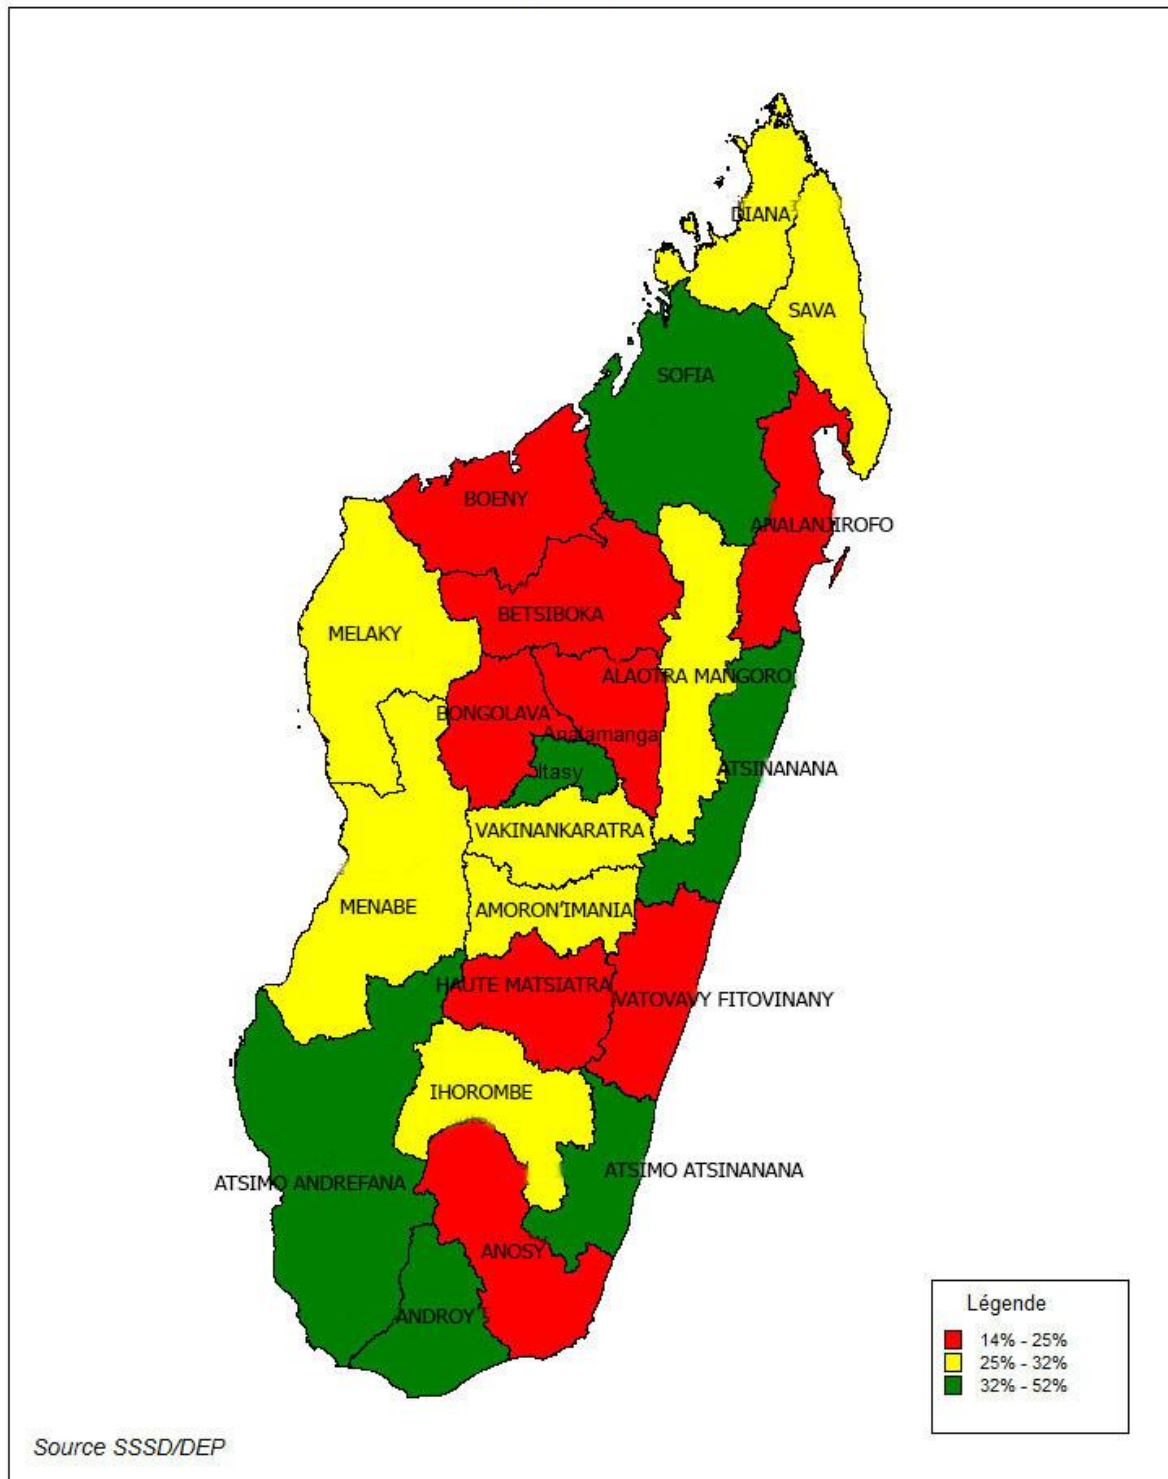 DIANA
SAVA
SOFIA
BOENY
ANALANJIROFO
BETSIBOKA
MELAKY
ALAOTRA MANGORO
BONGOLAVA
Analamanga
Itasy
ATSINANANA
VAKINANKARATRA
MENABE
AMORON'IMANIA
HAUTE MATSIATRA
VATOVAVY FITOVINANY
IHOROMBE
ATSIMO ATSINANANA
ATSIMO ANDREFANA
ANOSY
ANDROY
Légende
14% - 25%
25% - 32%
32% - 52%
Source SSSD/DEP